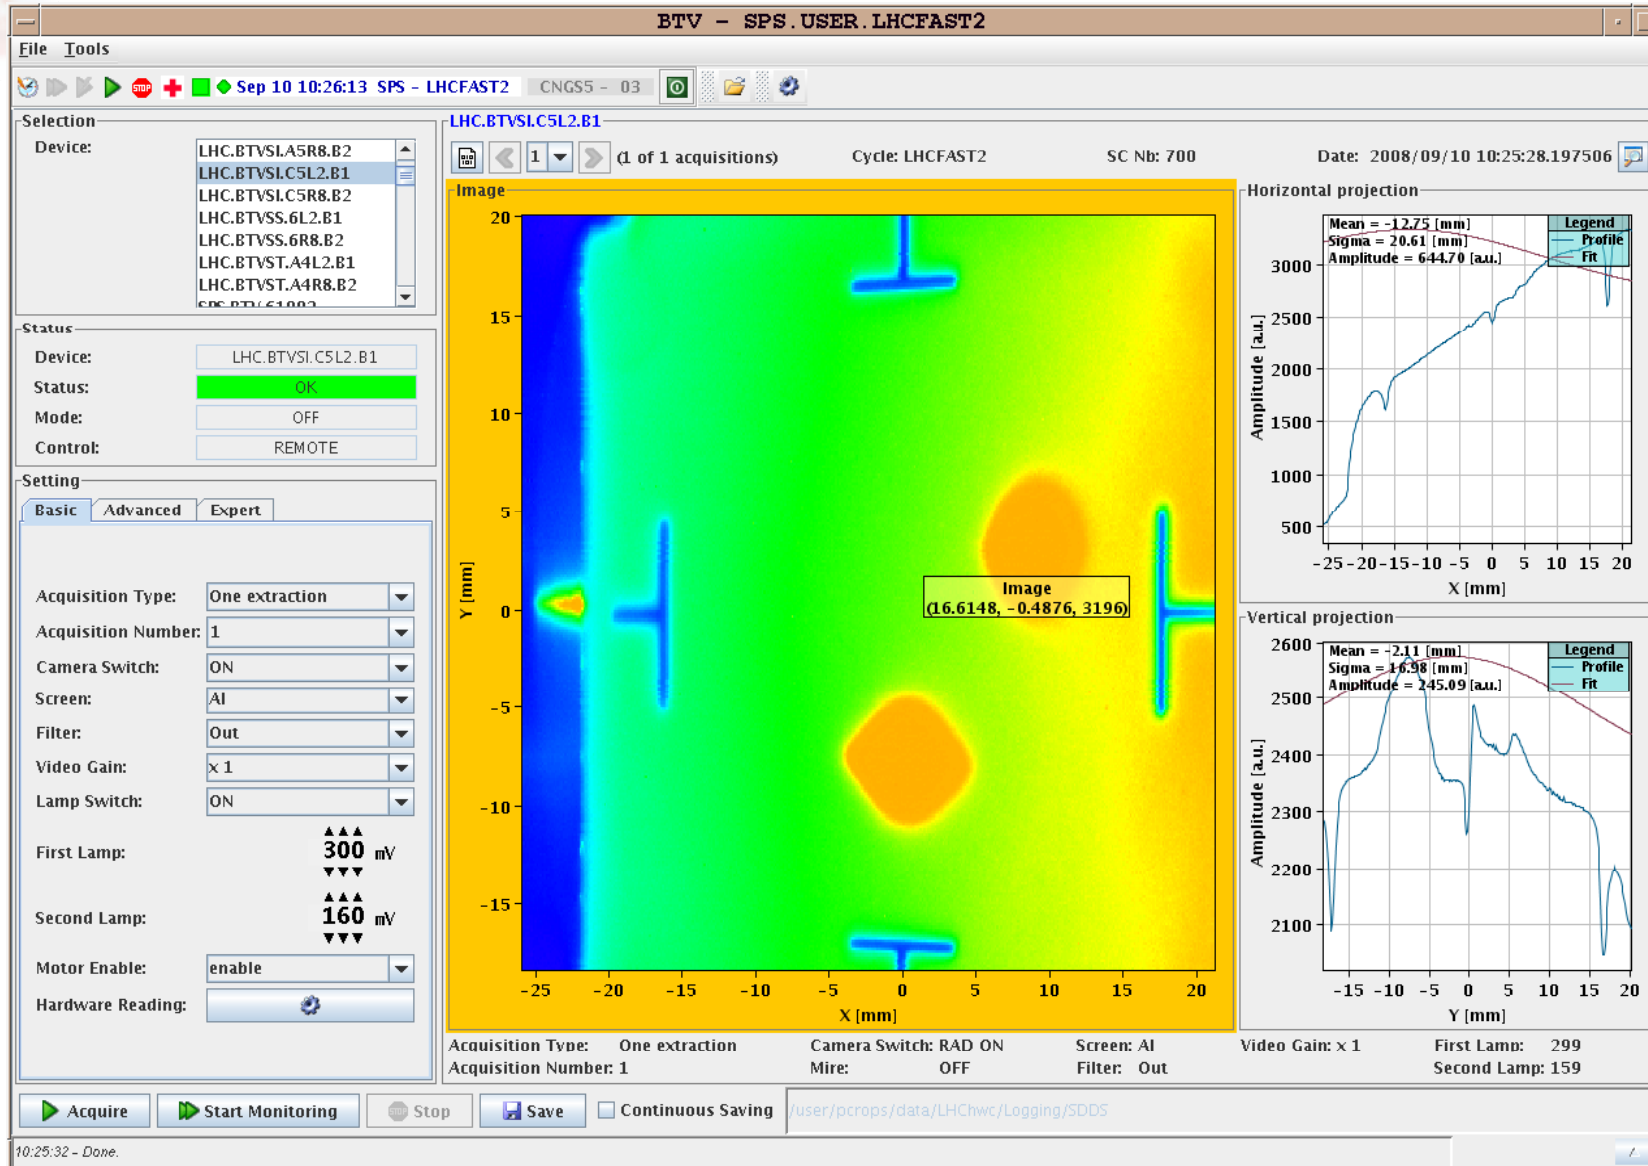 BTV - SPS.USER.LHCFAST2
File Tools
STOP Sep 10 10:26:13 SPS - LHCFAST2 CNGS5 - 03
Selection
Device:
LHC.BTVSI.A5R8.B2
LHC.BTVSI.C5L2.B1
LHC.BTVSI.C5R8.B2
LHC.BTVSS.6L2.B1
LHC.BTVSS.6R8.B2
LHC.BTVST.A4L2.B1
LHC.BTVST.A4R8.B2
Status
Device: LHC.BTVSI.C5L2.B1
Status: OK
Mode: OFF
Control: REMOTE
Setting
Basic Advanced Expert
Acquisition Type: One extraction
Acquisition Number: 1
Camera Switch: ON
Screen: Al
Filter: Out
Video Gain: x 1
Lamp Switch: ON
First Lamp: 300 mV
Second Lamp: 160 mV
Motor Enable: enable
Hardware Reading:
LHC.BTVSI.C5L2.B1
1 (1 of 1 acquisitions) Cycle: LHCFAST2 SC Nb: 700 Date: 2008/09/10 10:25:28.197506
Image
20
15
10
5
0
-5
-10
-15
Y [mm]
Image
(16.6148, -0.4876, 3196)
-25 -20 -15 -10 -5 0 5 10 15 20
X [mm]
Horizontal projection
Mean = -12.75 [mm]
Sigma = 20.61 [mm]
Amplitude = 644.70 [a.u.]
Legend
Profile
Fit
3000
2500
2000
1500
1000
500
Amplitude [a.u.]
-25 -20 -15 -10 -5 0 5 10 15 20
X [mm]
Vertical projection
Mean = -2.11 [mm]
Sigma = 16.98 [mm]
Amplitude = 245.09 [a.u.]
Legend
Profile
Fit
2600
2500
2400
2300
2200
2100
Amplitude [a.u.]
-15 -10 -5 0 5 10 15 20
Y [mm]
Acquisition Type: One extraction Camera Switch: RAD ON Screen: Al Video Gain: x 1 First Lamp: 299
Acquisition Number: 1 Mire: OFF Filter: Out Second Lamp: 159
Acquire Start Monitoring STOP Stop Save Continuous Saving /user/pcrops/data/LHChwc/Logging/SDDS
10:25:32 - Done.